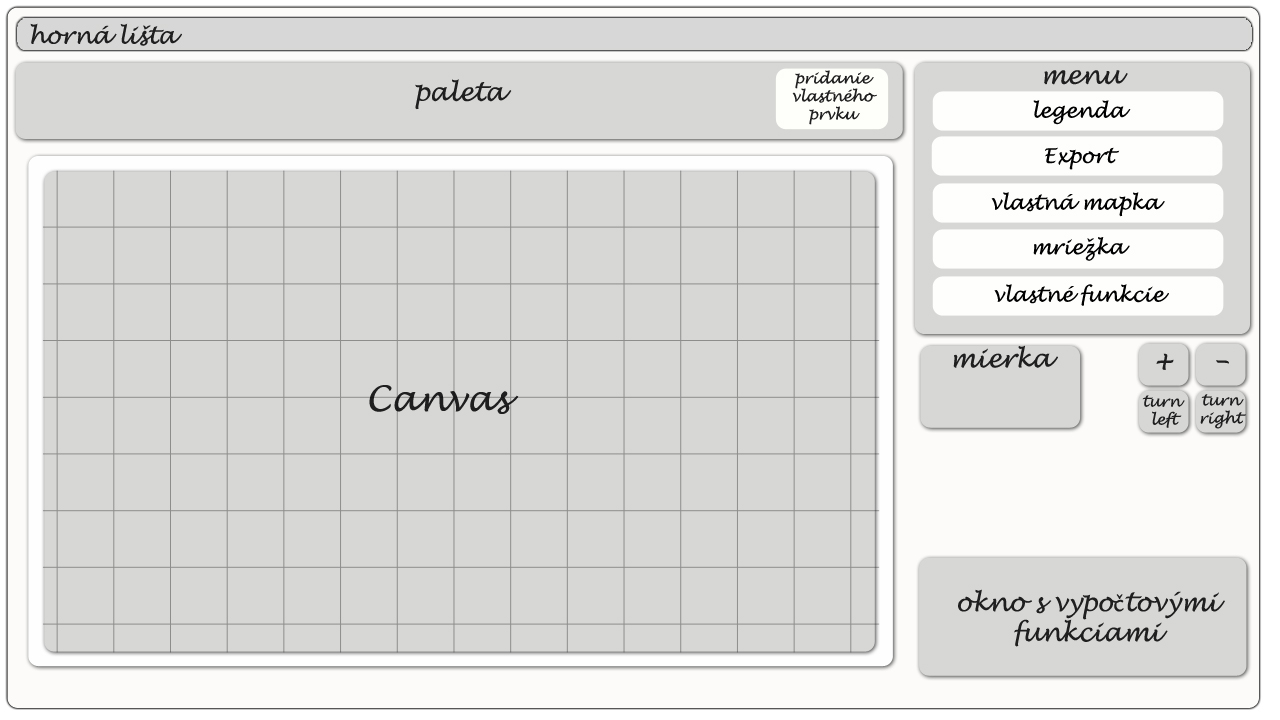 horná lišta
paleta
pridanie
vlastného
prvku
menu
legenda
Export
vlastná mapka
mriežka
vlastné funkcie
Canvas
mierka
+
-
turn
left
turn
right
okno s vypočtovými
funkciami